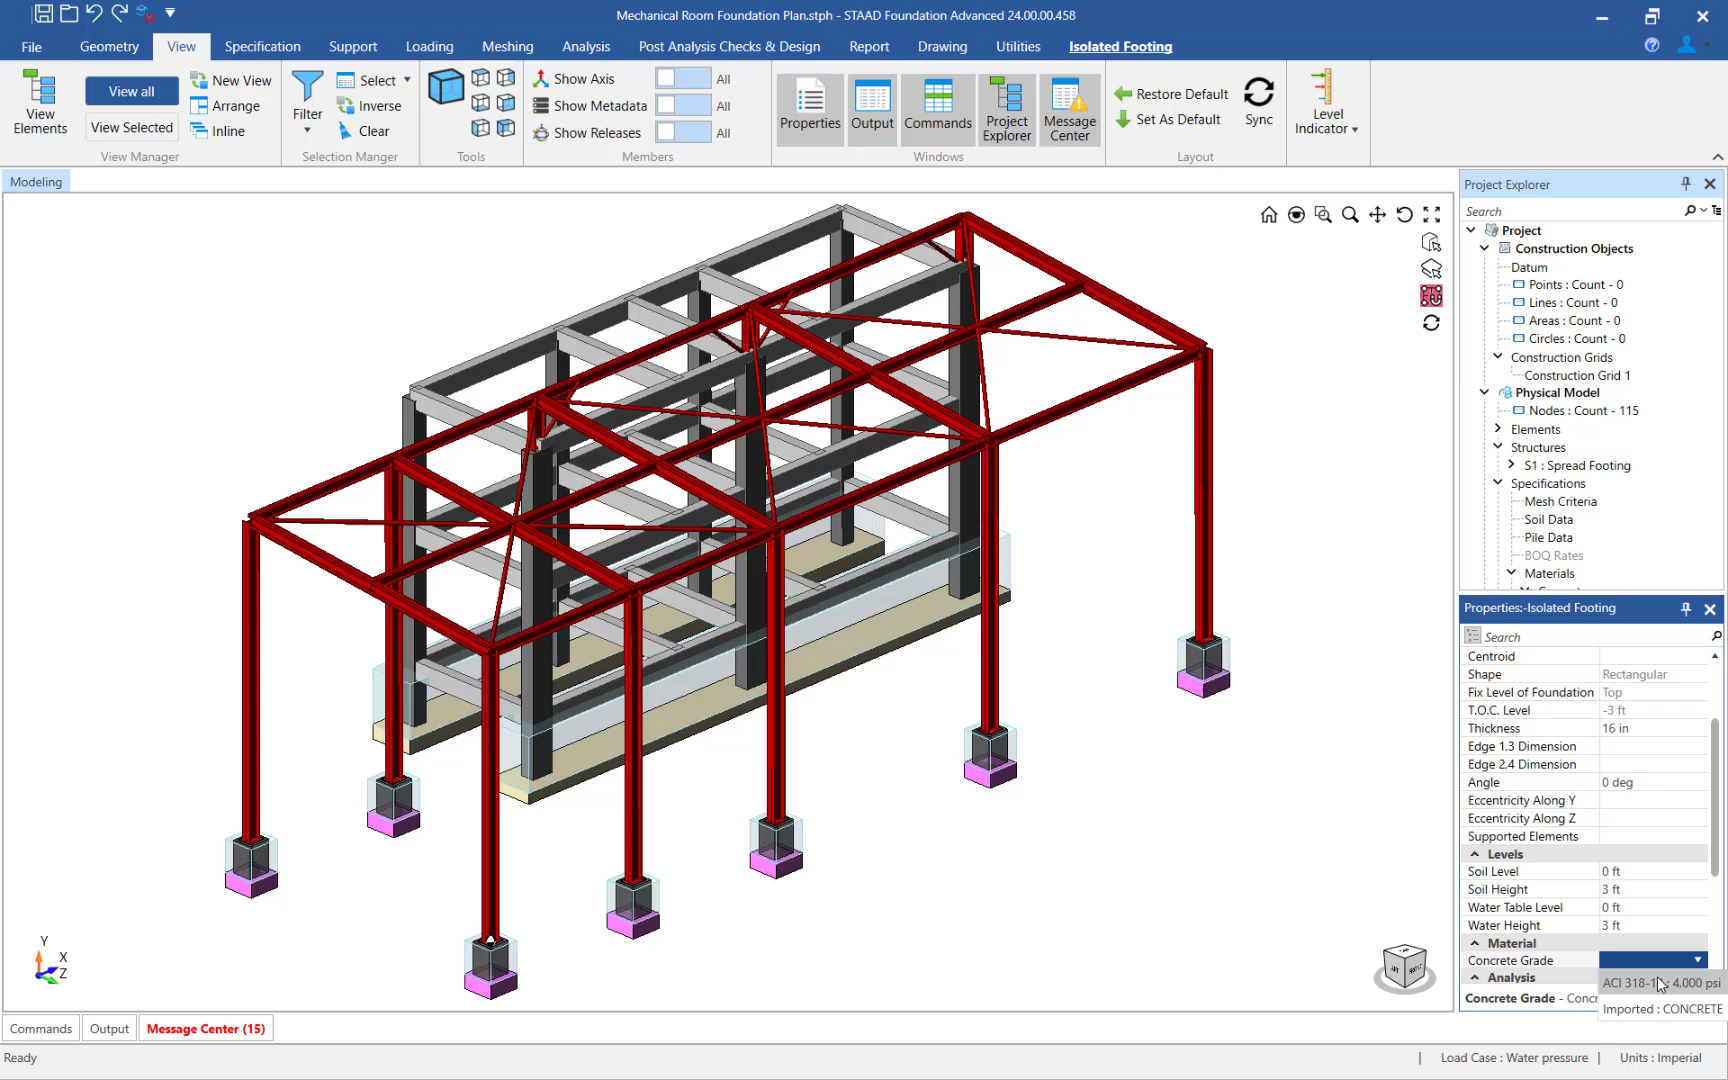 Mechanical Room Foundation Plan.stph - STAAD Foundation Advanced 24.00.00.458
File Geometry View Specification Support Loading Meshing Analysis Post Analysis Checks & Design Report Drawing Utilities Isolated Footing
View Elements
View all
View Selected
New View
Arrange
Inline
View Manager
Filter
Select
Inverse
Clear
Selection Manger
Tools
Show Axis All
Show Metadata All
Show Releases All
Members
Properties
Output
Commands
Project Explorer
Message Center
Windows
Restore Default
Set As Default
Sync
Layout
Level Indicator
Modeling
Project Explorer
Search
Project
Construction Objects
Datum
Points : Count - 0
Lines : Count - 0
Areas : Count - 0
Circles : Count - 0
Construction Grids
Construction Grid 1
Physical Model
Nodes : Count - 115
Elements
Structures
S1 : Spread Footing
Specifications
Mesh Criteria
Soil Data
Pile Data
BOQ Rates
Materials
Properties:-Isolated Footing
Search
Centroid
Shape Rectangular
Fix Level of Foundation Top
T.O.C. Level -3 ft
Thickness 16 in
Edge 1,3 Dimension
Edge 2,4 Dimension
Angle 0 deg
Eccentricity Along Y
Eccentricity Along Z
Supported Elements
Levels
Soil Level 0 ft
Soil Height 3 ft
Water Table Level 0 ft
Water Height 3 ft
Material
Concrete Grade
Analysis
4,000 psi
Concrete Grade -
Imported : CONCRETE
Y
X
Z
Commands Output Message Center (15)
Ready
Load Case : Water pressure | Units : Imperial